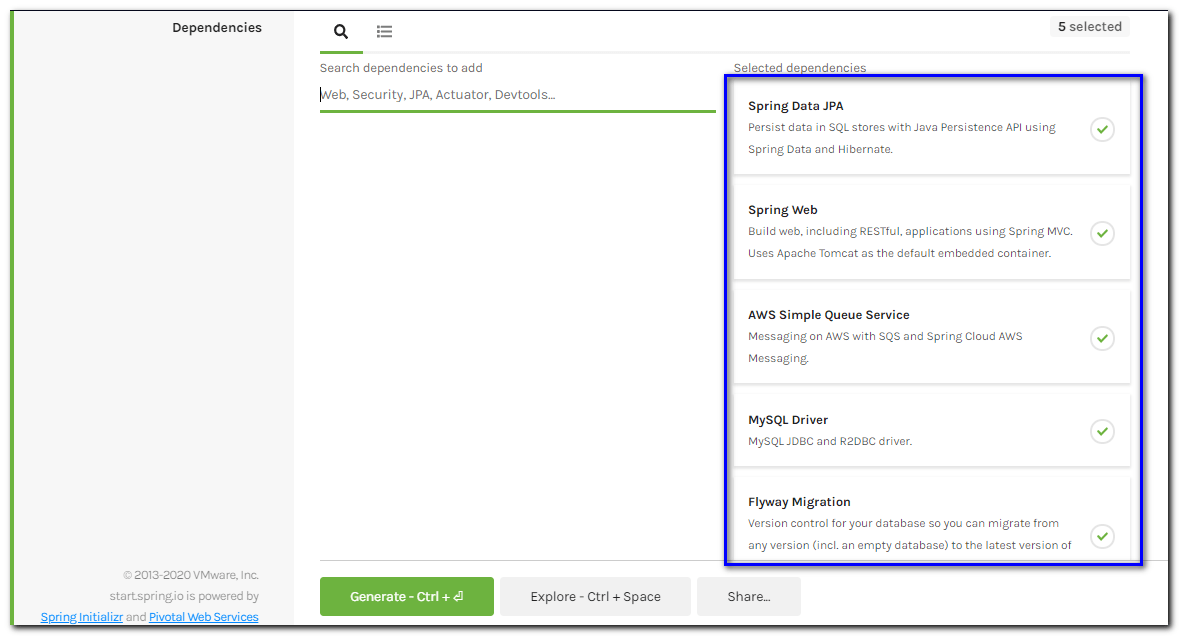 Dependencies
5 selected
Search dependencies to add
Web, Security, JPA, Actuator, Devtools...
Selected dependencies
Spring Data JPA
Persist data in SQL stores with Java Persistence API using
Spring Data and Hibernate.
Spring Web
Build web, including RESTful, applications using Spring MVC.
Uses Apache Tomcat as the default embedded container.
AWS Simple Queue Service
Messaging on AWS with SQS and Spring Cloud AWS
Messaging.
MySQL Driver
MySQL JDBC and R2DBC driver.
Flyway Migration
Version control for your database so you can migrate from
any version (incl. an empty database) to the latest version of
© 2013-2020 VMware, Inc.
start.spring.io is powered by
Spring Initializr and Pivotal Web Services
Generate - Ctrl + ⏎
Explore - Ctrl + Space
Share...